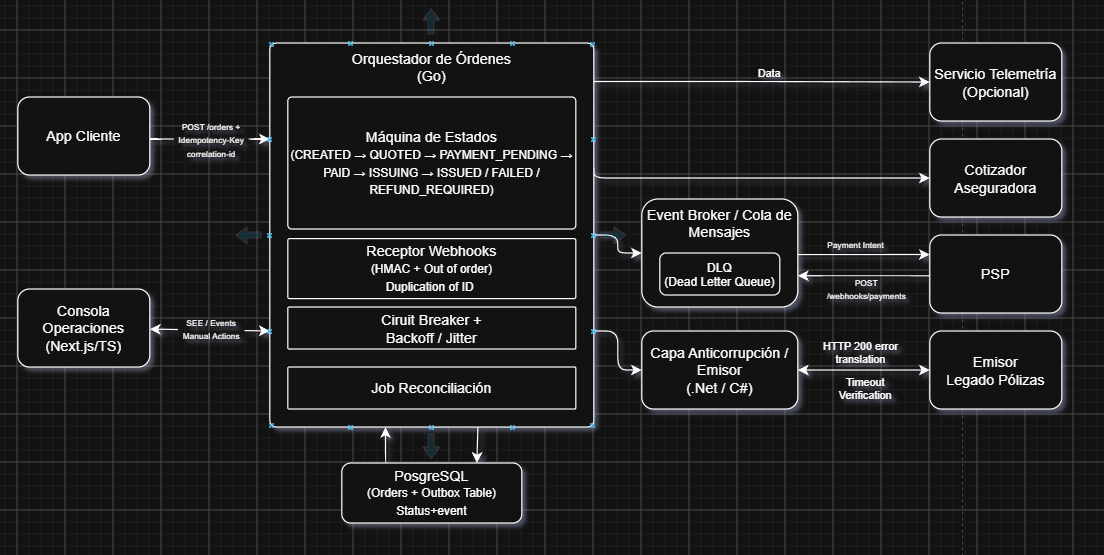 Orquestador de Órdenes
(Go)
Máquina de Estados
(CREATED → QUOTED → PAYMENT_PENDING →
PAID → ISSUING → ISSUED / FAILED /
REFUND_REQUIRED)
Receptor Webhooks
(HMAC + Out of order)
Duplication of ID
Ciruit Breaker +
Backoff / Jitter
Job Reconciliación
App Cliente
POST /orders +
Idempotency-Key
correlation-id
Consola
Operaciones
(Next.js/TS)
SEE / Events
Manual Actions
PosgreSQL
(Orders + Outbox Table)
Status+event
Data
Servicio Telemetría
(Opcional)
Cotizador
Aseguradora
Event Broker / Cola de
Mensajes
DLQ
(Dead Letter Queue)
Payment Intent
POST
/webhooks/payments
PSP
Capa Anticorrupción /
Emisor
(.Net / C#)
HTTP 200 error
translation
Timeout
Verification
Emisor
Legado Pólizas